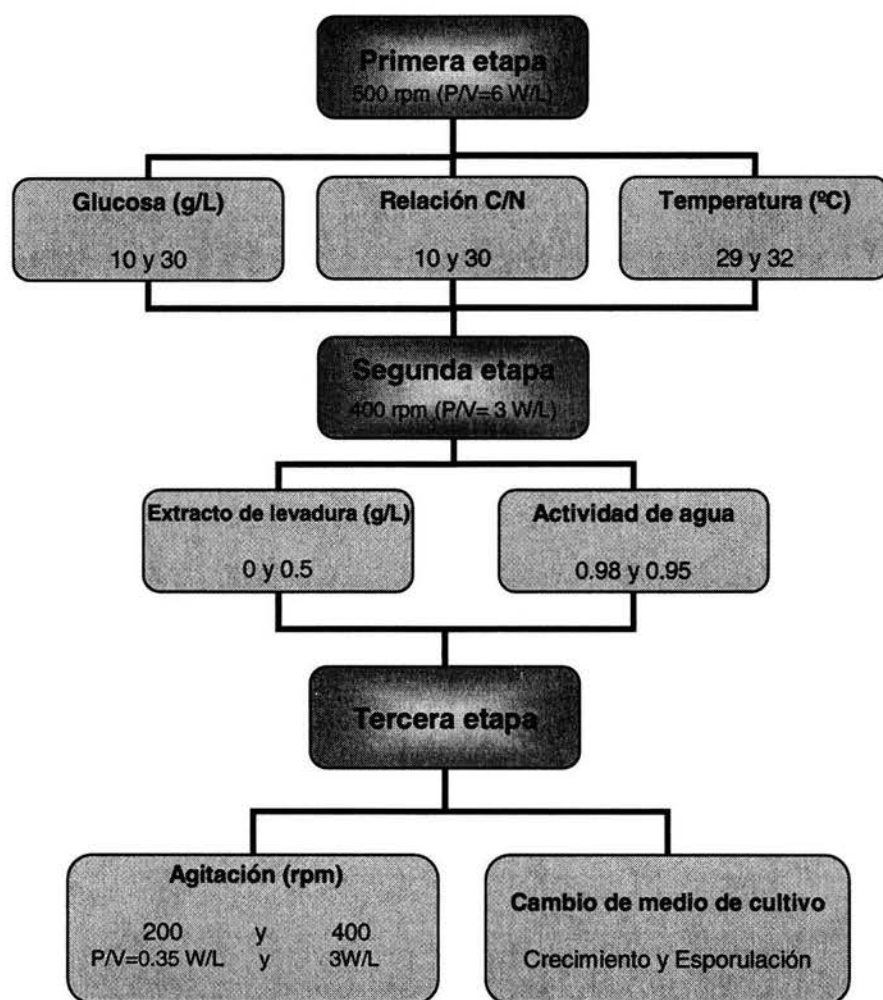 Primera etapa
500 rpm (P/V=6 W/L)
Glucosa (g/L)
10 y 30
Relación C/N
10 y 30
Temperatura (ºC)
29 y 32
Segunda etapa
400 rpm (P/V= 3 W/L)
Extracto de levadura (g/L)
0 y 0.5
Actividad de agua
0.98 y 0.95
Tercera etapa
Agitación (rpm)
200 y 400
P/V=0.35 W/L y 3W/L
Cambio de medio de cultivo
Crecimiento y Esporulación